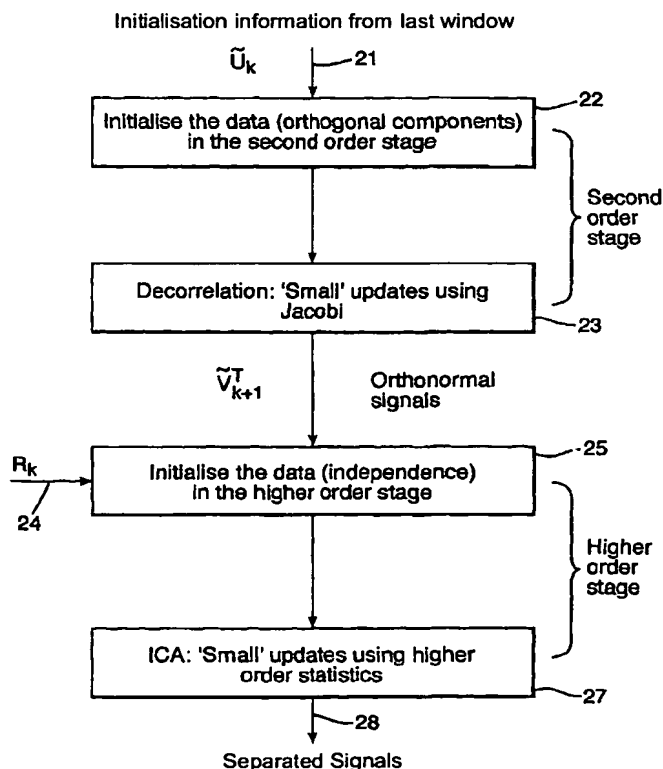 Initialisation information from last window
Ũk
21
22
Initialise the data (orthogonal components)
in the second order stage
Second
order
stage
Decorrelation: 'Small' updates using
Jacobi
23
ṼT k+1
Orthonormal
signals
25
Rk
24
Initialise the data (independence)
in the higher order stage
Higher
order
stage
ICA: 'Small' updates using higher
order statistics
27
28
Separated Signals